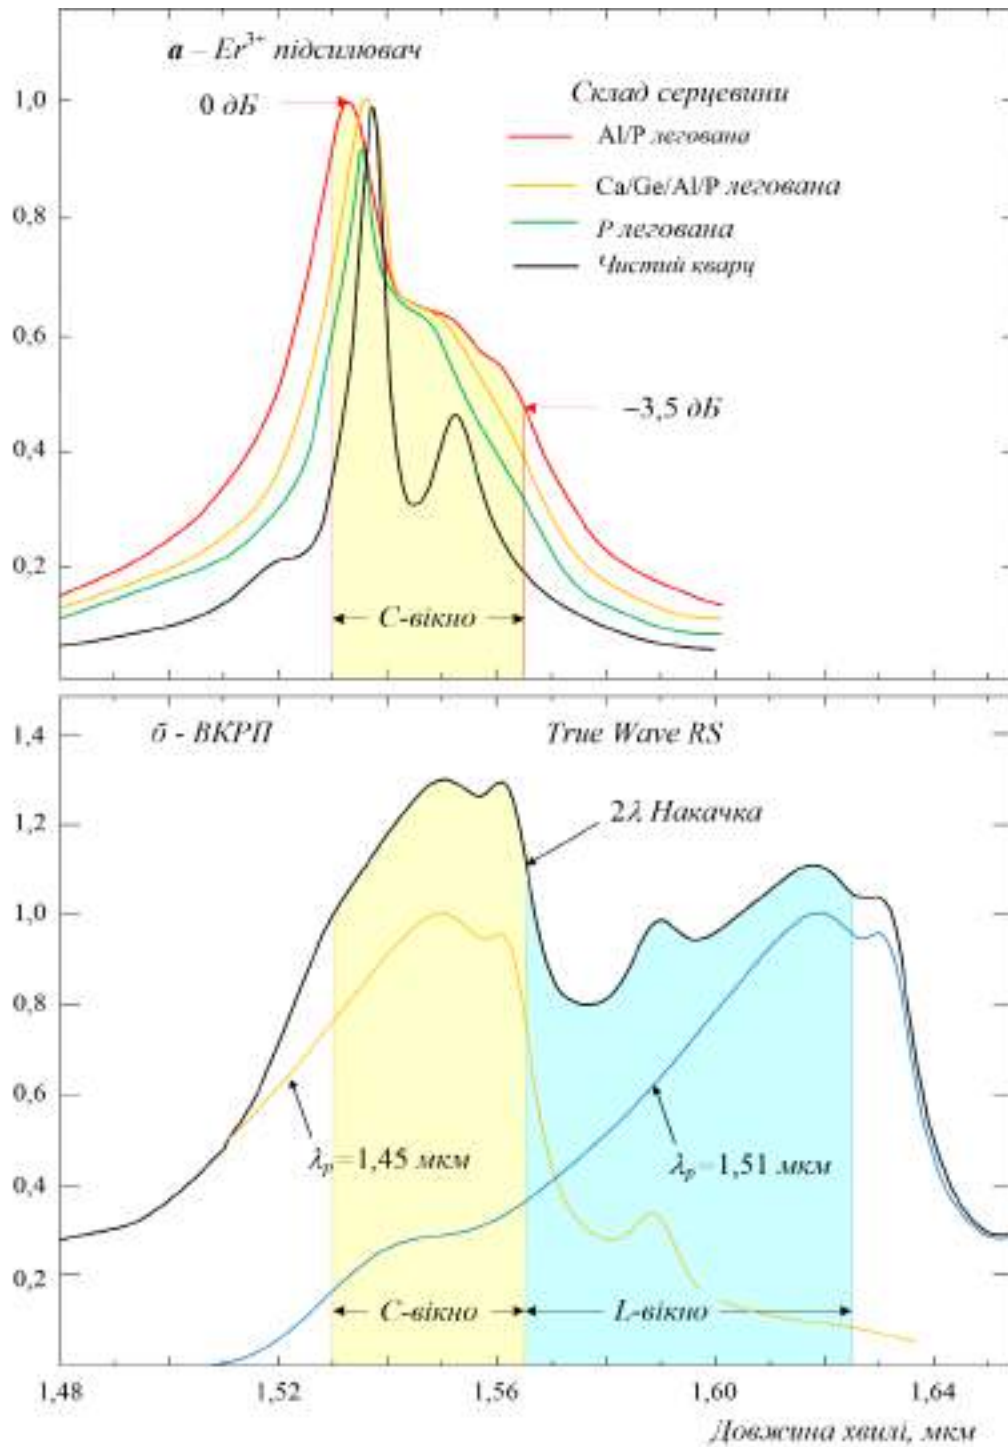 а – Er³⁺ підсилювач
0 дБ
Склад серцевини
Al/P легована
Ca/Ge/Al/P легована
P легована
Чистий кварц
–3,5 дБ
С-вікно
1,0
0,8
0,6
0,4
0,2
б - ВКРП
True Wave RS
2λ Накачка
λp=1,45 мкм
λp=1,51 мкм
С-вікно
L-вікно
1,4
1,2
1,0
0,8
0,6
0,4
0,2
1,48 1,52 1,56 1,60 1,64
Довжина хвилі, мкм